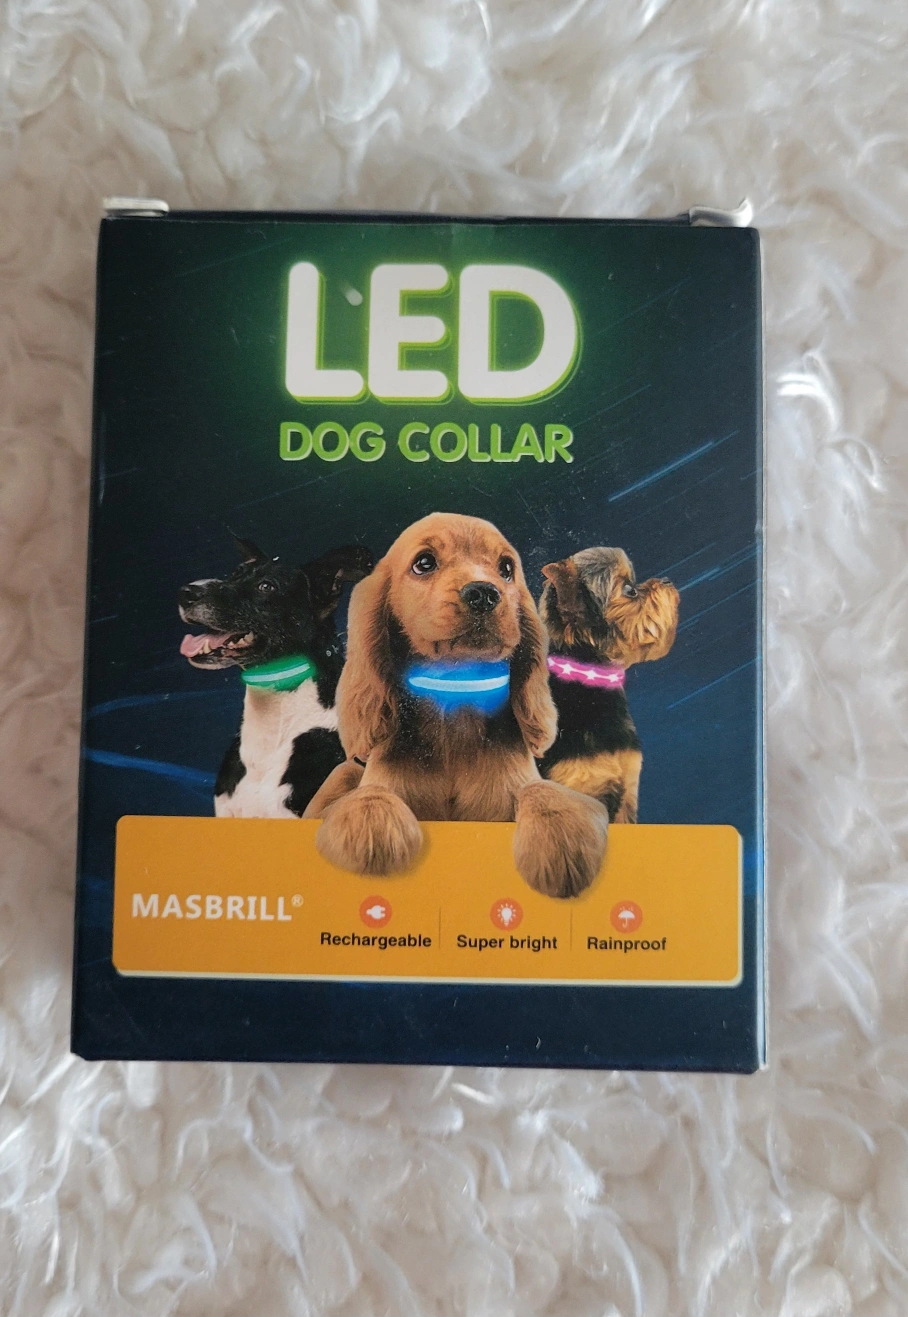 LED
DOG COLLAR
MASBRILL®
Rechargeable
Super bright
Rainproof